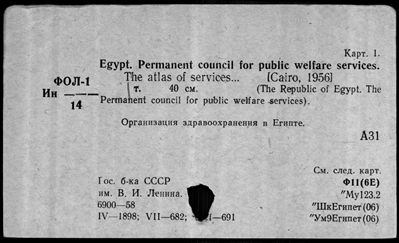 Карт. 1.
Egypt. Permanent council for public welfare services.
ФОЛ-1
The atlas of services... [Cairo, 1956]
Ин
т. 40 см. (The Republic of Egypt. The
14
Permanent council for public welfare services).
Организация здравоохранения в Египте.
А31
См. след. карт.
Гос. б-ка СССР
Ф11(6Е)
им. В. И. Ленина.
"Му123.2
6900—58
"ШкЕгипет(06)
IV—1898; VII—682; I—691
"Ум9Египет(06)